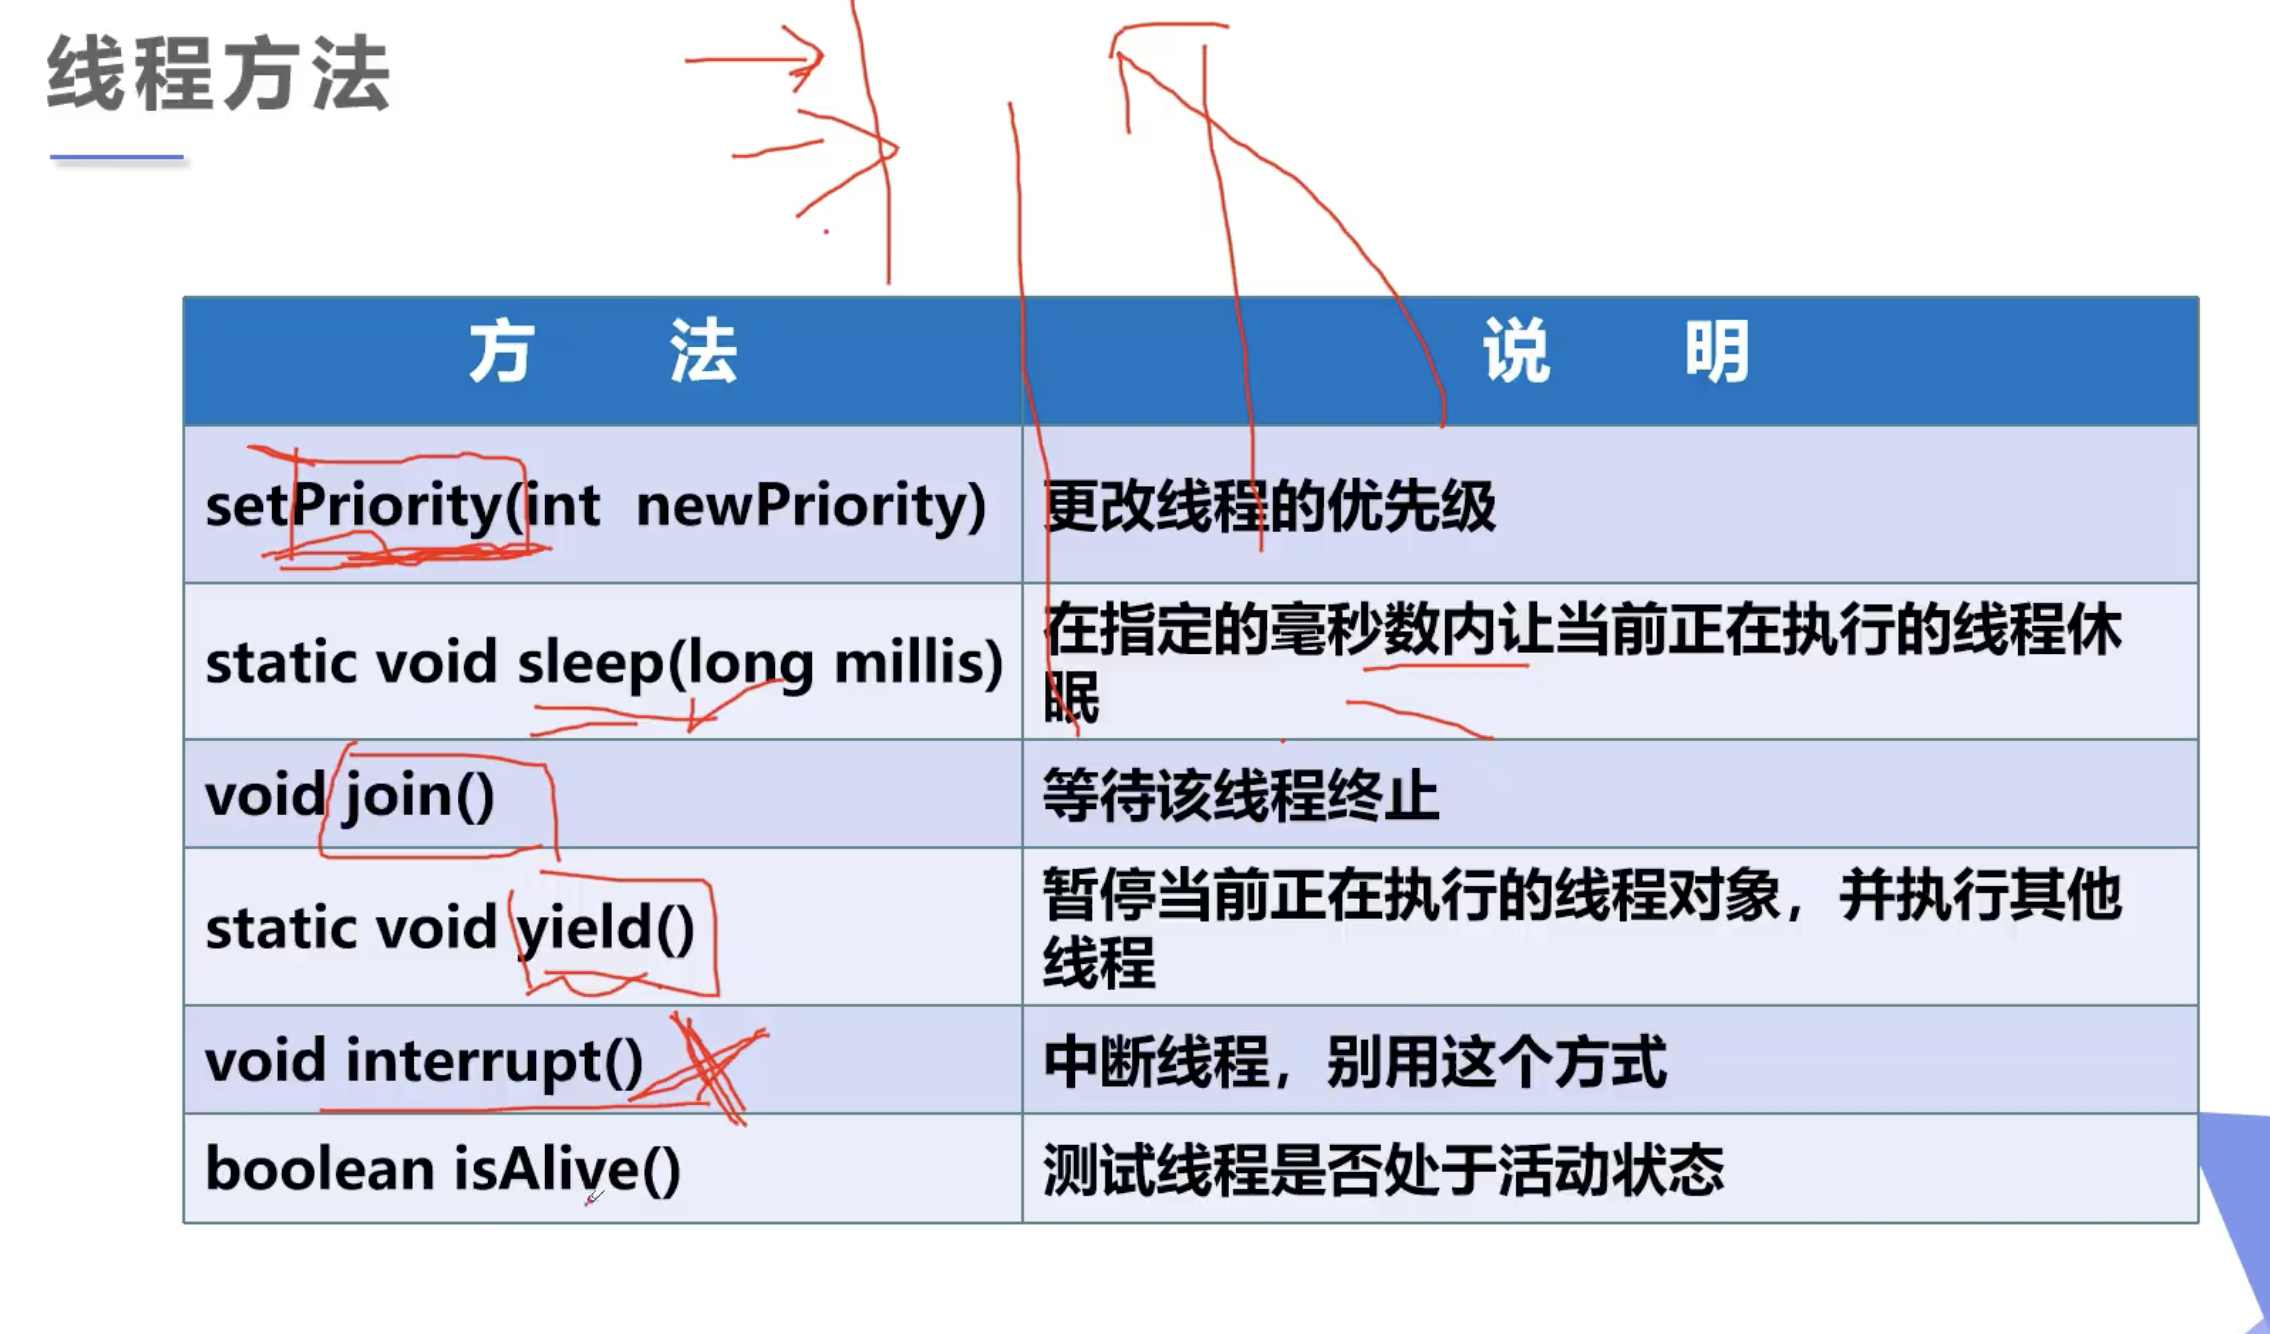 线程方法
方 法
说 明
setPriority(int newPriority)
更改线程的优先级
static void sleep(long millis)
在指定的毫秒数内让当前正在执行的线程休
眠
void join()
等待该线程终止
static void yield()
暂停当前正在执行的线程对象，并执行其他
线程
void interrupt()
中断线程，别用这个方式
boolean isAlive()
测试线程是否处于活动状态